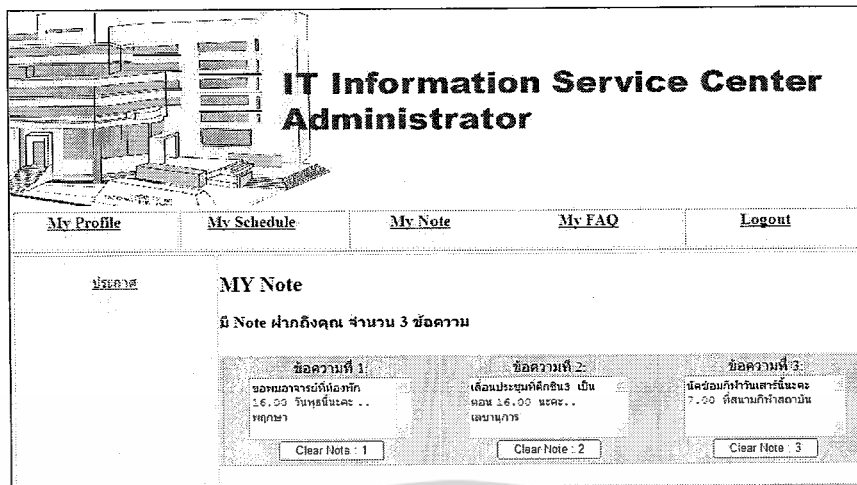 IT Information Service Center
Administrator
My Profile My Schedule My Note My FAQ Logout
ประกาศ
MY Note
มี Note ฝากถึงคุณ จำนวน 3 ข้อความ
ข้อความที่ 1: ข้อความที่ 2: ข้อความที่ 3:
ขอพบอาจารย์ที่ห้องพัก
16.00 วันพุธนี้นะคะ ..
พฤกษา
เลื่อนประชุมที่ตึกชิน3 เป็น
ตอน 16.00 นะคะ..
เลขานุการ
นัดซ้อมกีฬาวันเสาร์นี้นะคะ
7.00 ที่สนามกีฬาสถาบัน
Clear Note : 1 Clear Note : 2 Clear Note : 3